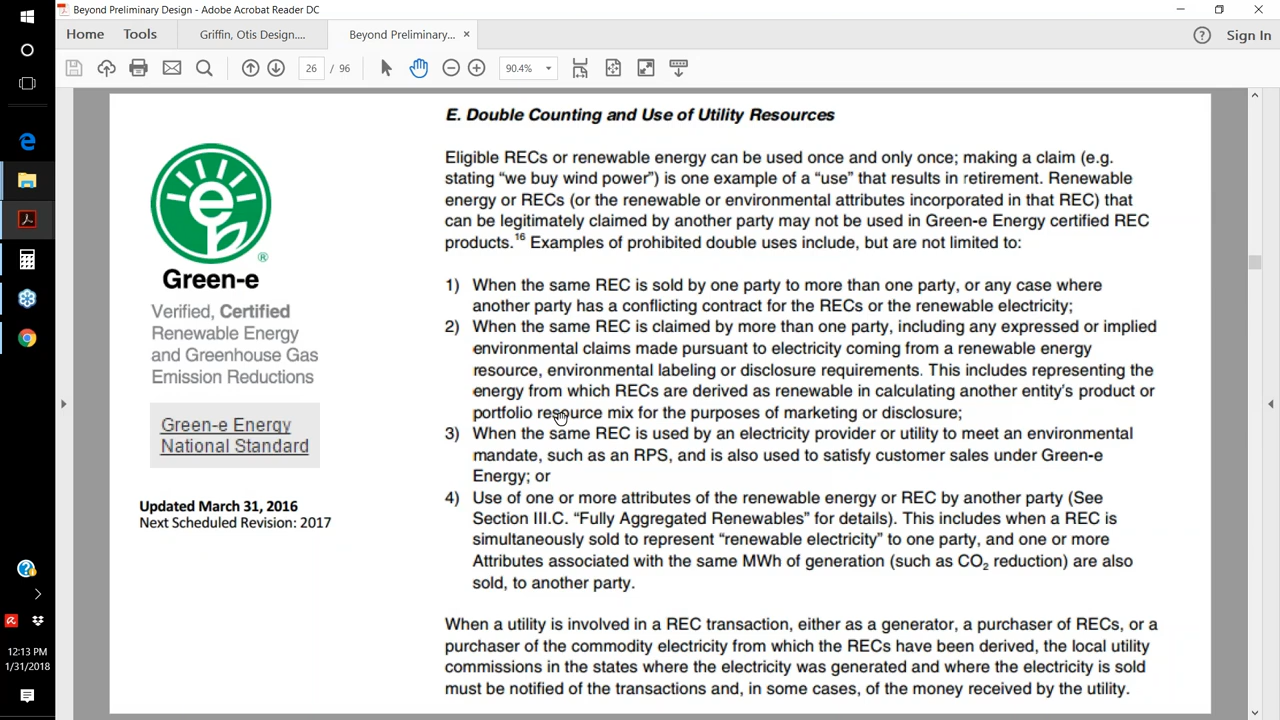 Beyond Preliminary Design - Adobe Acrobat Reader DC
Home
Tools
Griffin, Otis Design....
Beyond Preliminary... ×
? Sign In
26 / 96
90.4%
E. Double Counting and Use of Utility Resources
Eligible RECs or renewable energy can be used once and only once; making a claim (e.g.
stating “we buy wind power”) is one example of a “use” that results in retirement. Renewable
energy or RECs (or the renewable or environmental attributes incorporated in that REC) that
can be legitimately claimed by another party may not be used in Green-e Energy certified REC
products.16 Examples of prohibited double uses include, but are not limited to:
1) When the same REC is sold by one party to more than one party, or any case where
another party has a conflicting contract for the RECs or the renewable electricity;
2) When the same REC is claimed by more than one party, including any expressed or implied
environmental claims made pursuant to electricity coming from a renewable energy
resource, environmental labeling or disclosure requirements. This includes representing the
energy from which RECs are derived as renewable in calculating another entity’s product or
portfolio resource mix for the purposes of marketing or disclosure;
3) When the same REC is used by an electricity provider or utility to meet an environmental
mandate, such as an RPS, and is also used to satisfy customer sales under Green-e
Energy; or
4) Use of one or more attributes of the renewable energy or REC by another party (See
Section III.C. “Fully Aggregated Renewables” for details). This includes when a REC is
simultaneously sold to represent “renewable electricity” to one party, and one or more
Attributes associated with the same MWh of generation (such as CO2 reduction) are also
sold, to another party.
When a utility is involved in a REC transaction, either as a generator, a purchaser of RECs, or a
purchaser of the commodity electricity from which the RECs have been derived, the local utility
commissions in the states where the electricity was generated and where the electricity is sold
must be notified of the transactions and, in some cases, of the money received by the utility.
e
®
Green-e
Verified, Certified
Renewable Energy
and Greenhouse Gas
Emission Reductions
Green-e Energy
National Standard
Updated March 31, 2016
Next Scheduled Revision: 2017
12:13 PM
1/31/2018